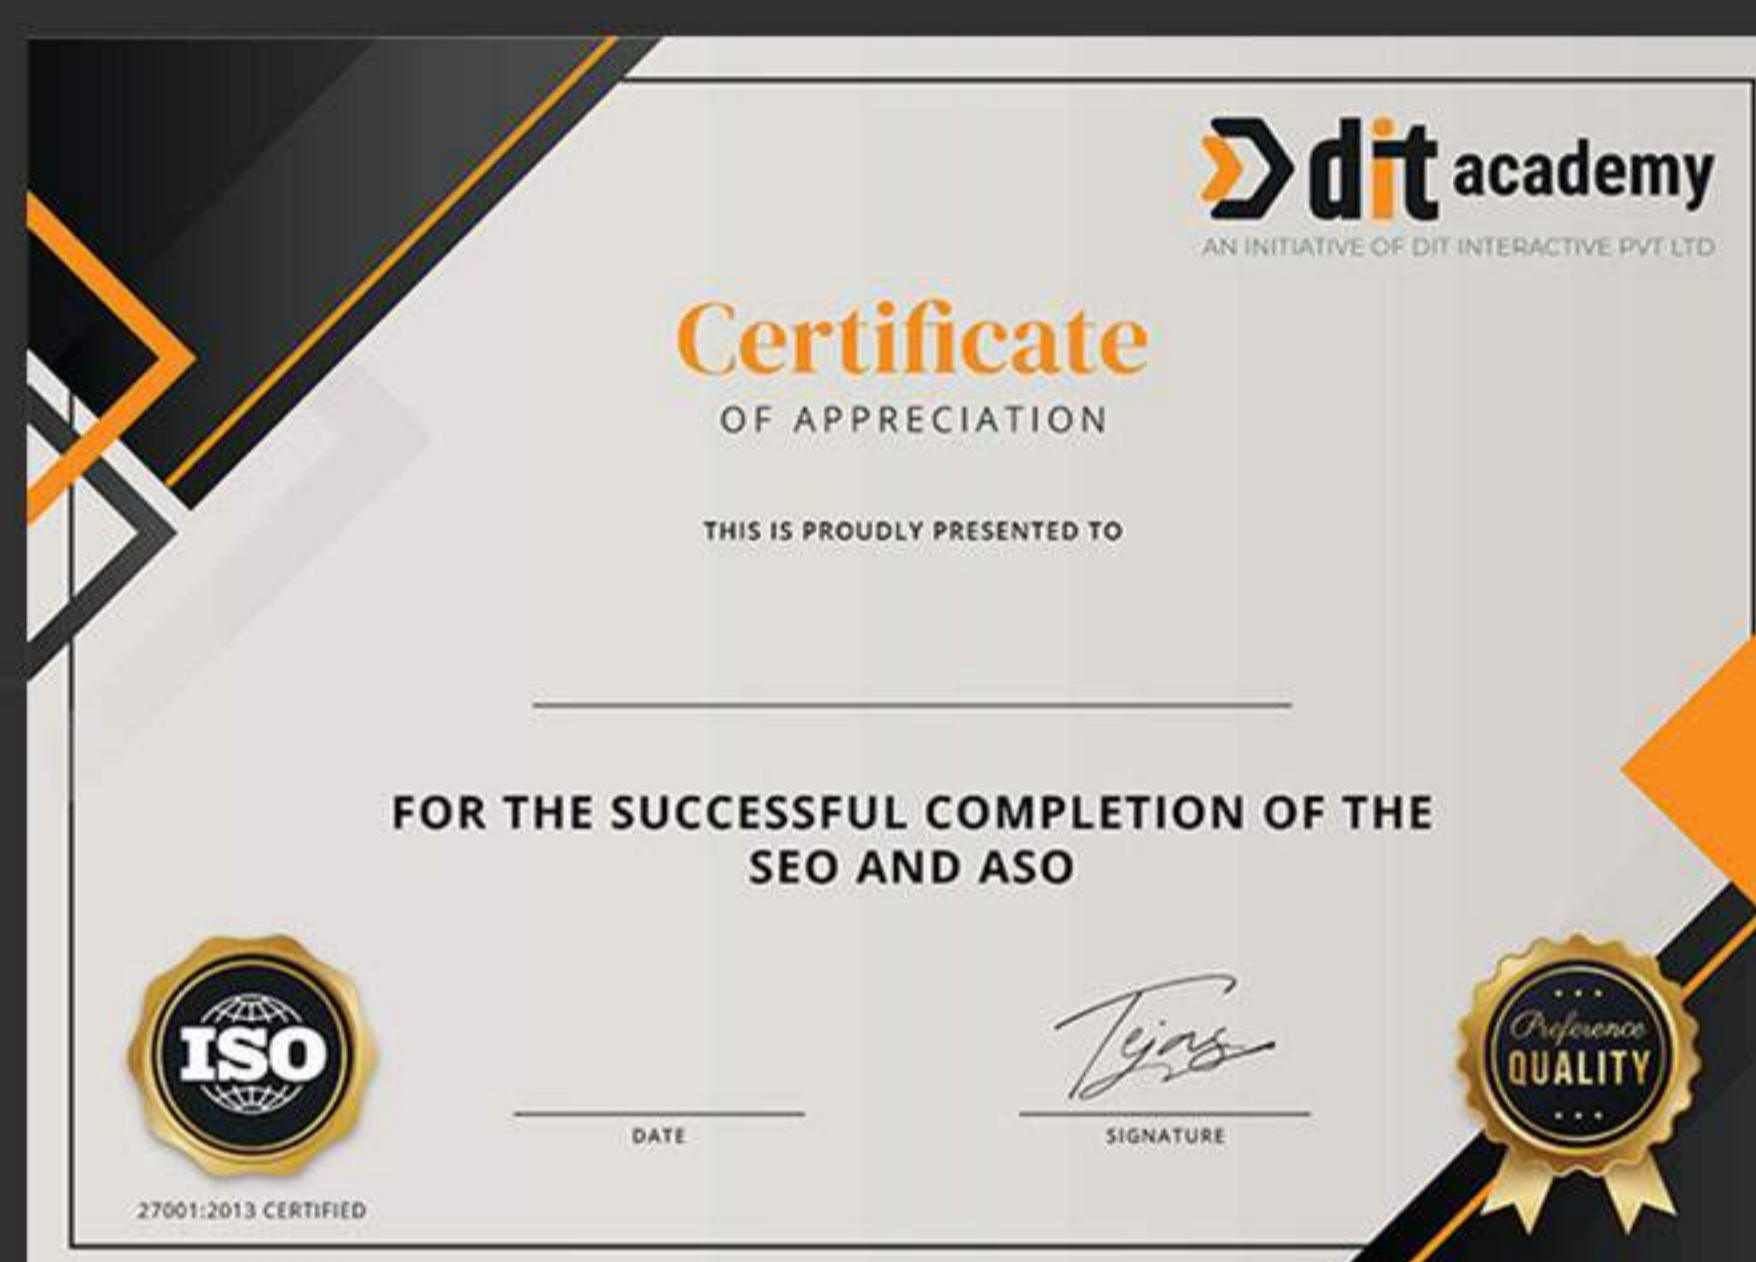 dit academy
AN INITIATIVE OF DIT INTERACTIVE PVT LTD
Certificate
OF APPRECIATION
THIS IS PROUDLY PRESENTED TO
FOR THE SUCCESSFUL COMPLETION OF THE
SEO AND ASO
ISO
27001:2013 CERTIFIED
DATE
Tejas
SIGNATURE
Preference
QUALITY